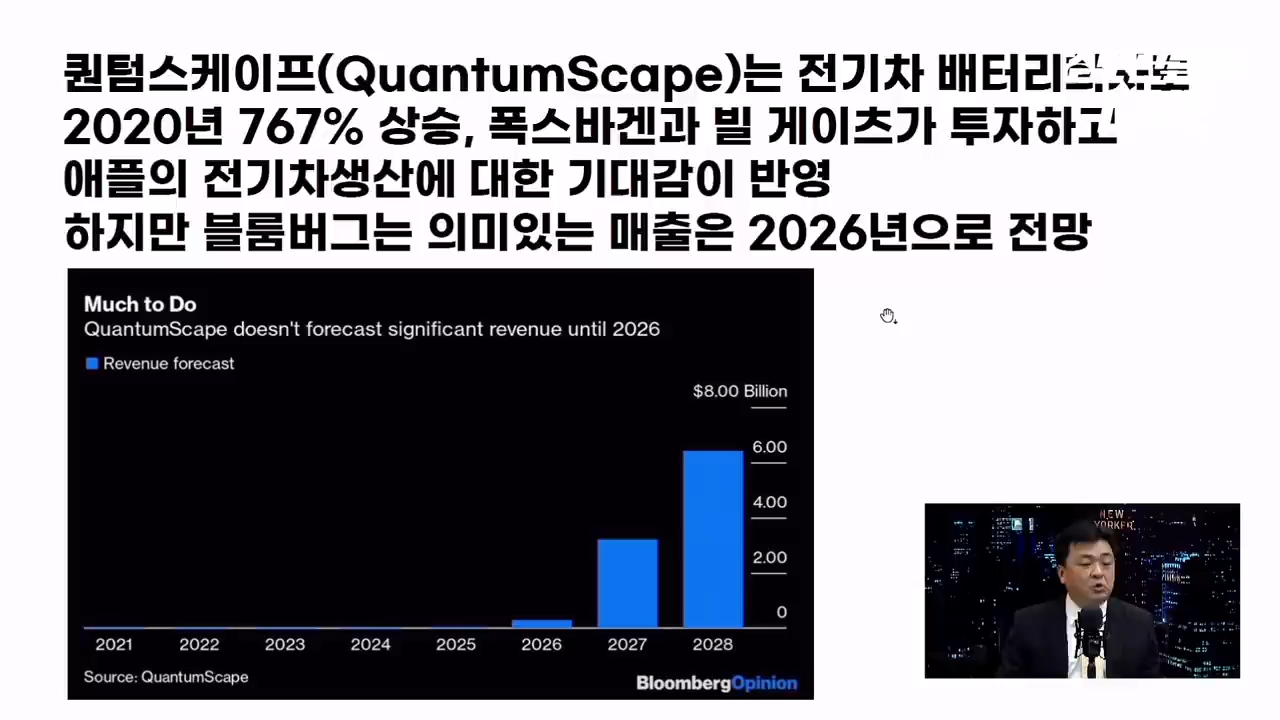 퀀텀스케이프(QuantumScape)는 전기차 배터리
2020년 767% 상승, 폭스바겐과 빌 게이츠가 투자하고
애플의 전기차생산에 대한 기대감이 반영
하지만 블룸버그는 의미있는 매출은 2026년으로 전망
Much to Do
QuantumScape doesn't forecast significant revenue until 2026
Revenue forecast
$8.00 Billion
6.00
4.00
2.00
0
2021 2022 2023 2024 2025 2026 2027 2028
Source: QuantumScape
BloombergOpinion
NEW
YORKER